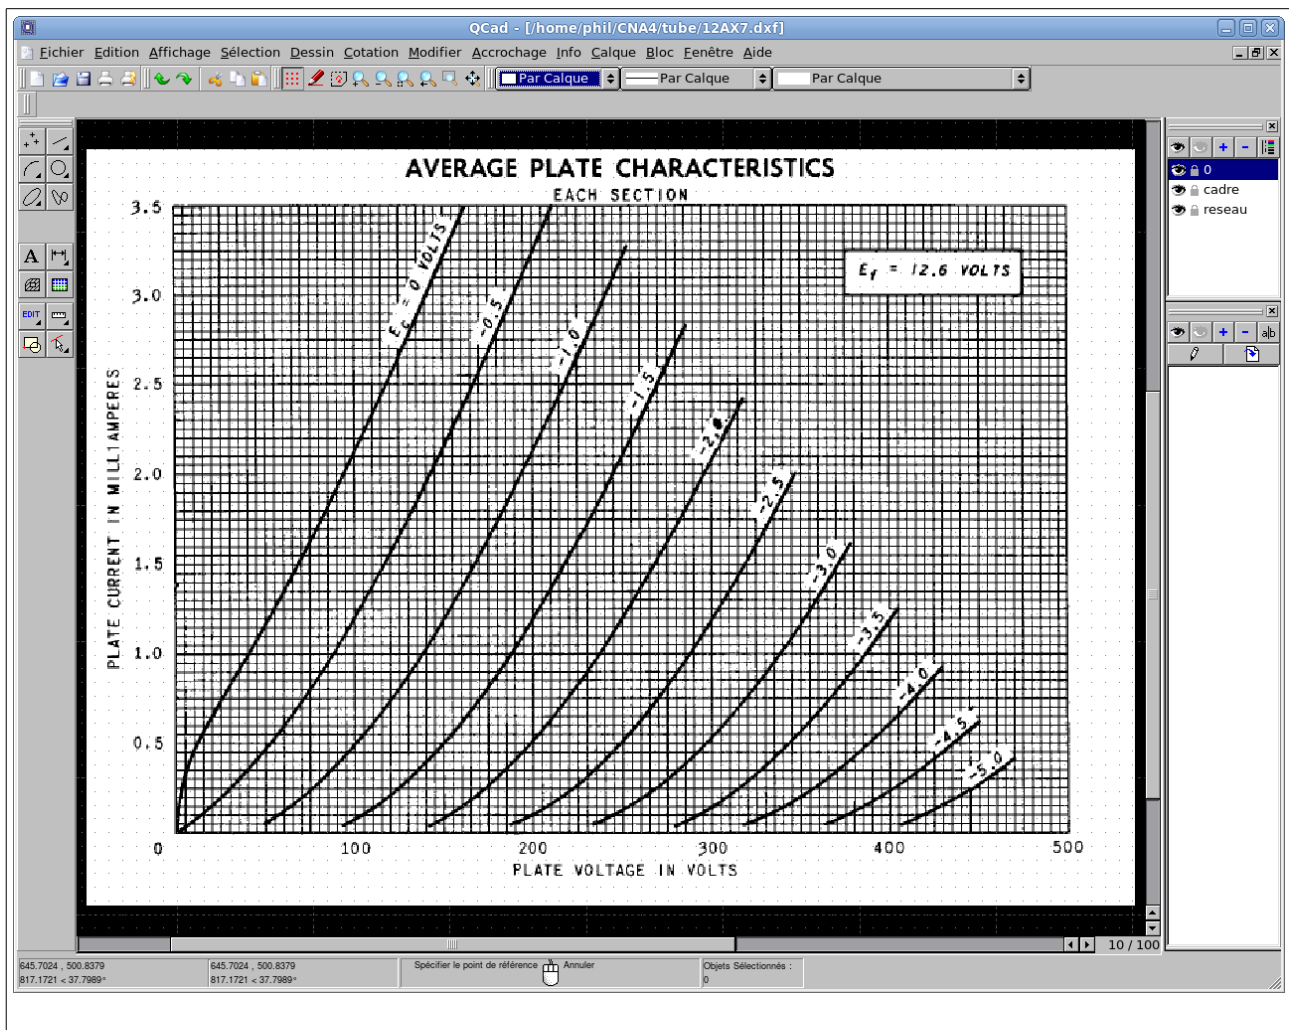 QCad - [/home/phil/CNA4/tube/12AX7.dxf]
Fichier Edition Affichage Sélection Dessin Cotation Modifier Accrochage Info Calque Bloc Fenêtre Aide
Par Calque Par Calque Par Calque
0
cadre
reseau
A
EDIT
a|b
AVERAGE PLATE CHARACTERISTICS
EACH SECTION
Ef = 12.6 VOLTS
PLATE CURRENT IN MILLIAMPERES
3.5
3.0
2.5
2.0
1.5
1.0
0.5
Ec = 0 VOLTS
-0.5
-1.0
-1.5
-2.0
-2.5
-3.0
-3.5
-4.0
-4.5
-5.0
0 100 200 300 400 500
PLATE VOLTAGE IN VOLTS
10 / 100
645.7024 , 500.8379 645.7024 , 500.8379 Spécifier le point de référence Annuler Objets Sélectionnés :
817.1721 < 37.7989° 817.1721 < 37.7989° 0